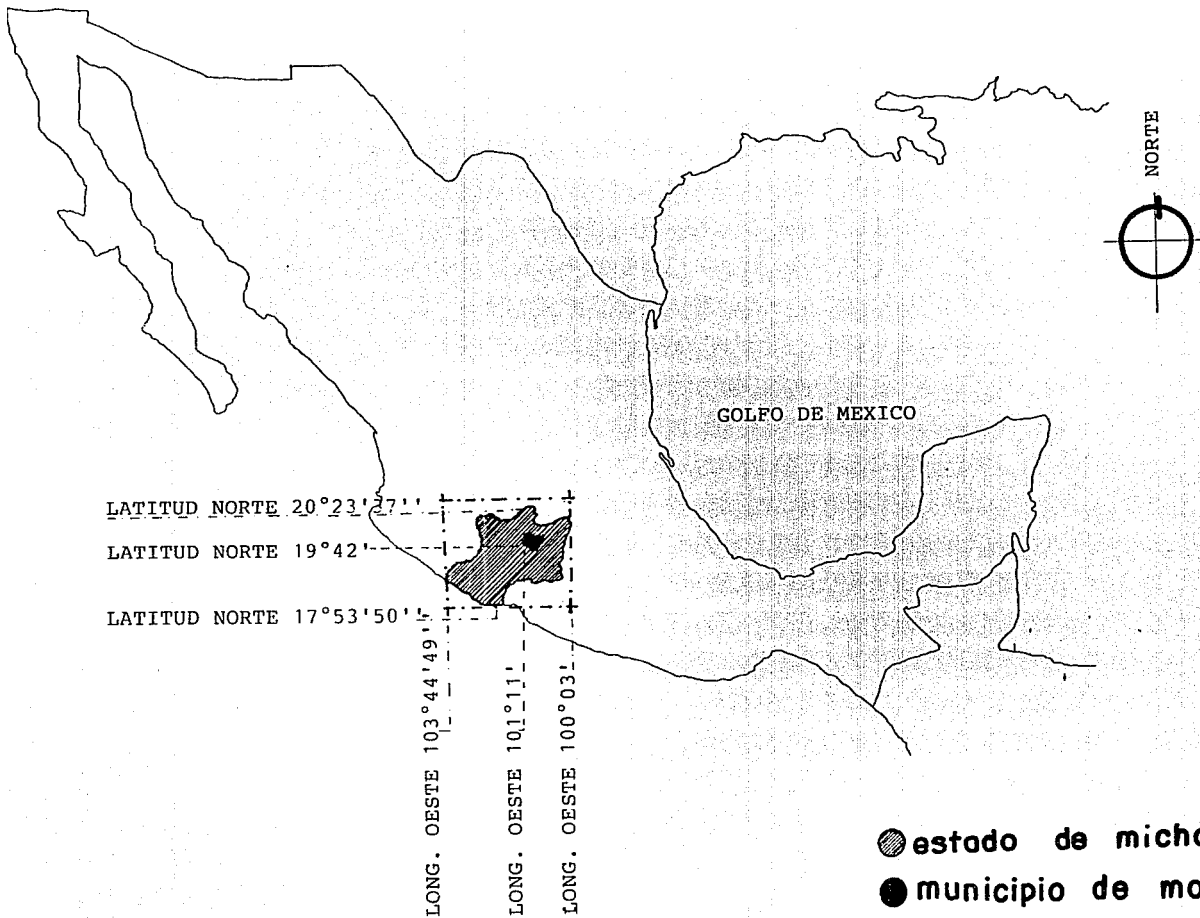 NORTE
GOLFO DE MEXICO
LATITUD NORTE 20°23'37''
LATITUD NORTE 19°42'
LATITUD NORTE 17°53'50''
LONG. OESTE 103°44'49''
LONG. OESTE 101°11'
LONG. OESTE 100°03'
estado de micho
municipio de mo